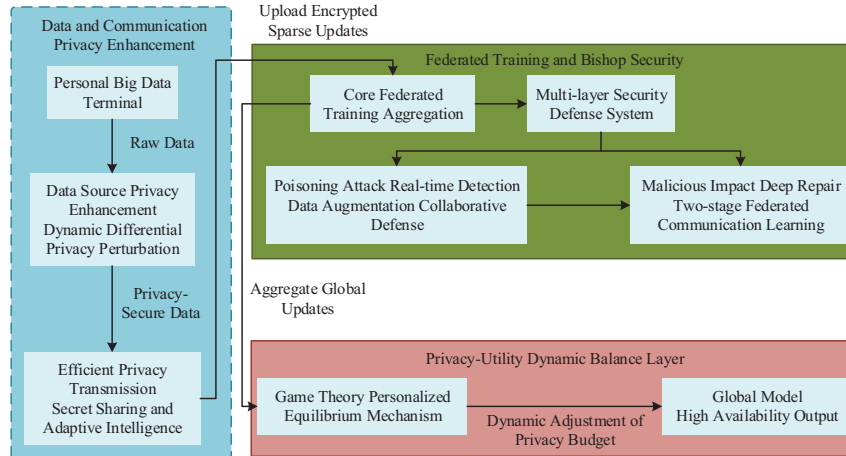 Data and Communication
Privacy Enhancement
Personal Big Data
Terminal
Raw Data
Data Source Privacy
Enhancement
Dynamic Differential
Privacy Perturbation
Privacy-
Secure Data
Efficient Privacy
Transmission
Secret Sharing and
Adaptive Intelligence
Upload Encrypted
Sparse Updates
Federated Training and Bishop Security
Core Federated
Training Aggregation
Multi-layer Security
Defense System
Poisoning Attack Real-time Detection
Data Augmentation Collaborative
Defense
Malicious Impact Deep Repair
Two-stage Federated
Communication Learning
Aggregate Global
Updates
Privacy-Utility Dynamic Balance Layer
Game Theory Personalized
Equilibrium Mechanism
Dynamic Adjustment of
Privacy Budget
Global Model
High Availability Output